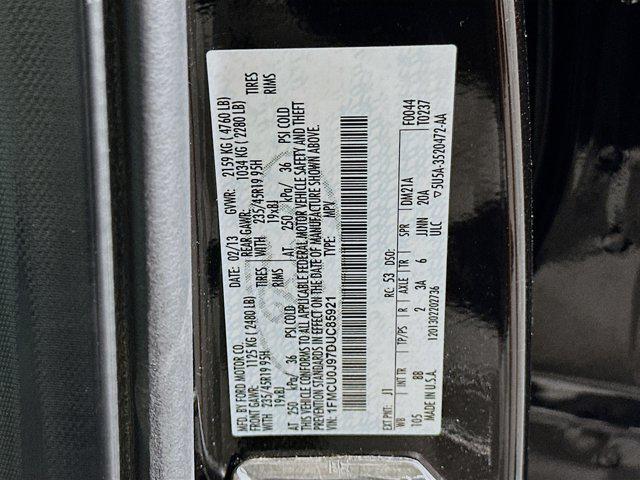 MFD. BY FORD MOTOR CO. DATE: 02/13 GVWR: 2159 KG ( 4760 LB)
FRONT GAWR: 1125 KG ( 2480 LB) REAR GAWR: 1034 KG ( 2280 LB)
WITH 235/45R19 95H TIRES WITH 235/45R19 95H TIRES
19x8J RIMS 19x8J RIMS
AT 250 kPa/ 36 PSI COLD AT 250 kPa/ 36 PSI COLD
THIS VEHICLE CONFORMS TO ALL APPLICABLE FEDERAL MOTOR VEHICLE SAFETY AND THEFT
PREVENTION STANDARDS IN EFFECT ON THE DATE OF MANUFACTURE SHOWN ABOVE.
VIN: 1FMCU0J97DUC85921 TYPE: MPV
EXT PNT: J1 RC: 53 DSO: F0044
WB INT TR TP/PS R AXLE TR SPR DM21A T0237
105 8B 2 3A 6 JJNN 20A
MADE IN U.S.A. 1201302202736 ULC ▽5U5A-3520472-AA